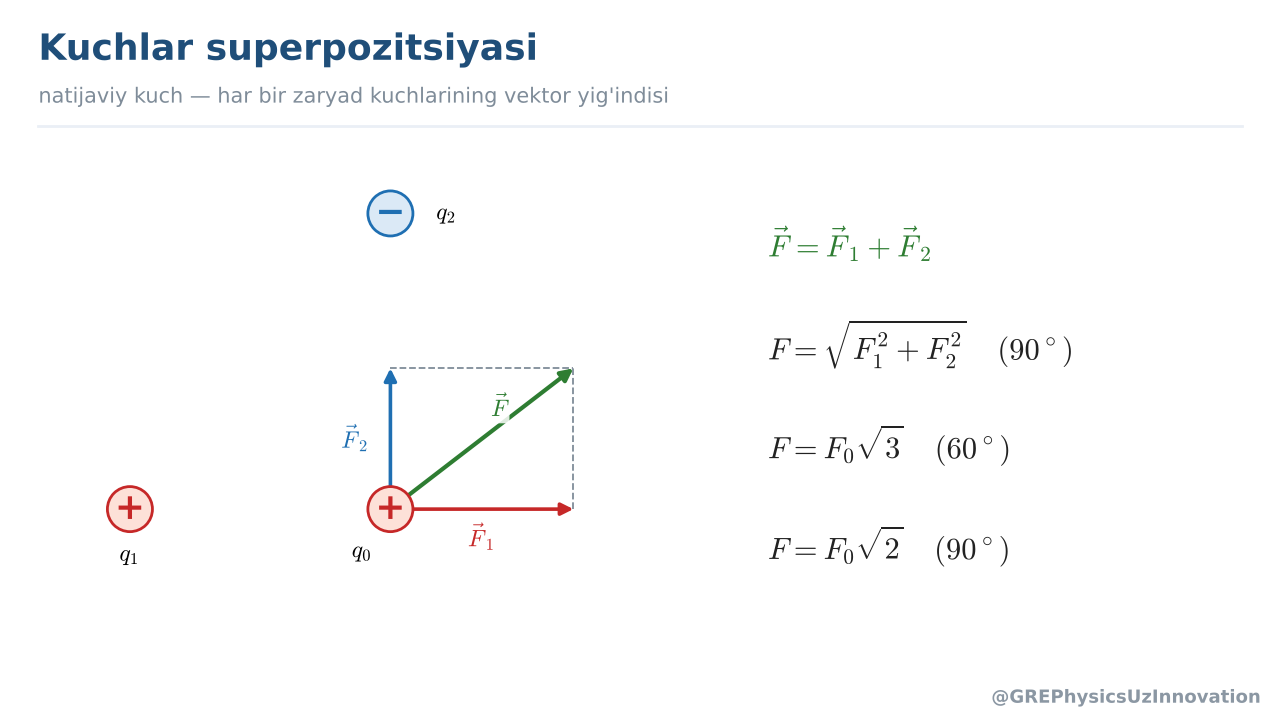 Kuchlar superpozitsiyasi
natijaviy kuch — har bir zaryad kuchlarining vektor yig'indisi
− q₂
F⃗ = F⃗₁ + F⃗₂
F = √(F₁² + F₂²) (90°)
F⃗
F⃗₂
F = F₀√3 (60°)
+ +
F⃗₁
q₁ q₀
F = F₀√2 (90°)
@GREPhysicsUzInnovation